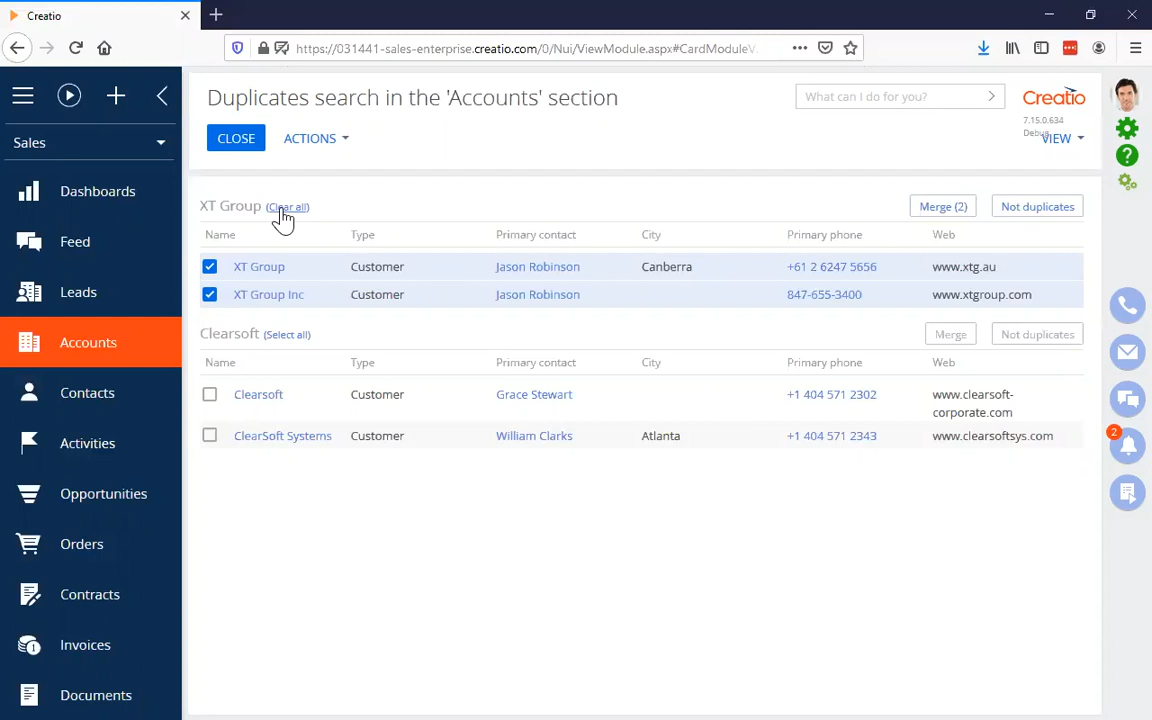 Creatio
https://031441-sales-enterprise.creatio.com/0/Nui/ViewModule.aspx#CardModuleV
Sales
Dashboards
Feed
Leads
Accounts
Contacts
Activities
Opportunities
Orders
Contracts
Invoices
Documents
Duplicates search in the 'Accounts' section
What can I do for you?
Creatio
7.15.0.634
Debug
CLOSE
ACTIONS
VIEW
XT Group (Clear all)
Merge (2) Not duplicates
Name Type Primary contact City Primary phone Web
XT Group Customer Jason Robinson Canberra +61 2 6247 5656 www.xtg.au
XT Group Inc Customer Jason Robinson 847-655-3400 www.xtgroup.com
Clearsoft (Select all)
Merge Not duplicates
Name Type Primary contact City Primary phone Web
Clearsoft Customer Grace Stewart +1 404 571 2302 www.clearsoft-
corporate.com
ClearSoft Systems Customer William Clarks Atlanta +1 404 571 2343 www.clearsoftsys.com
2